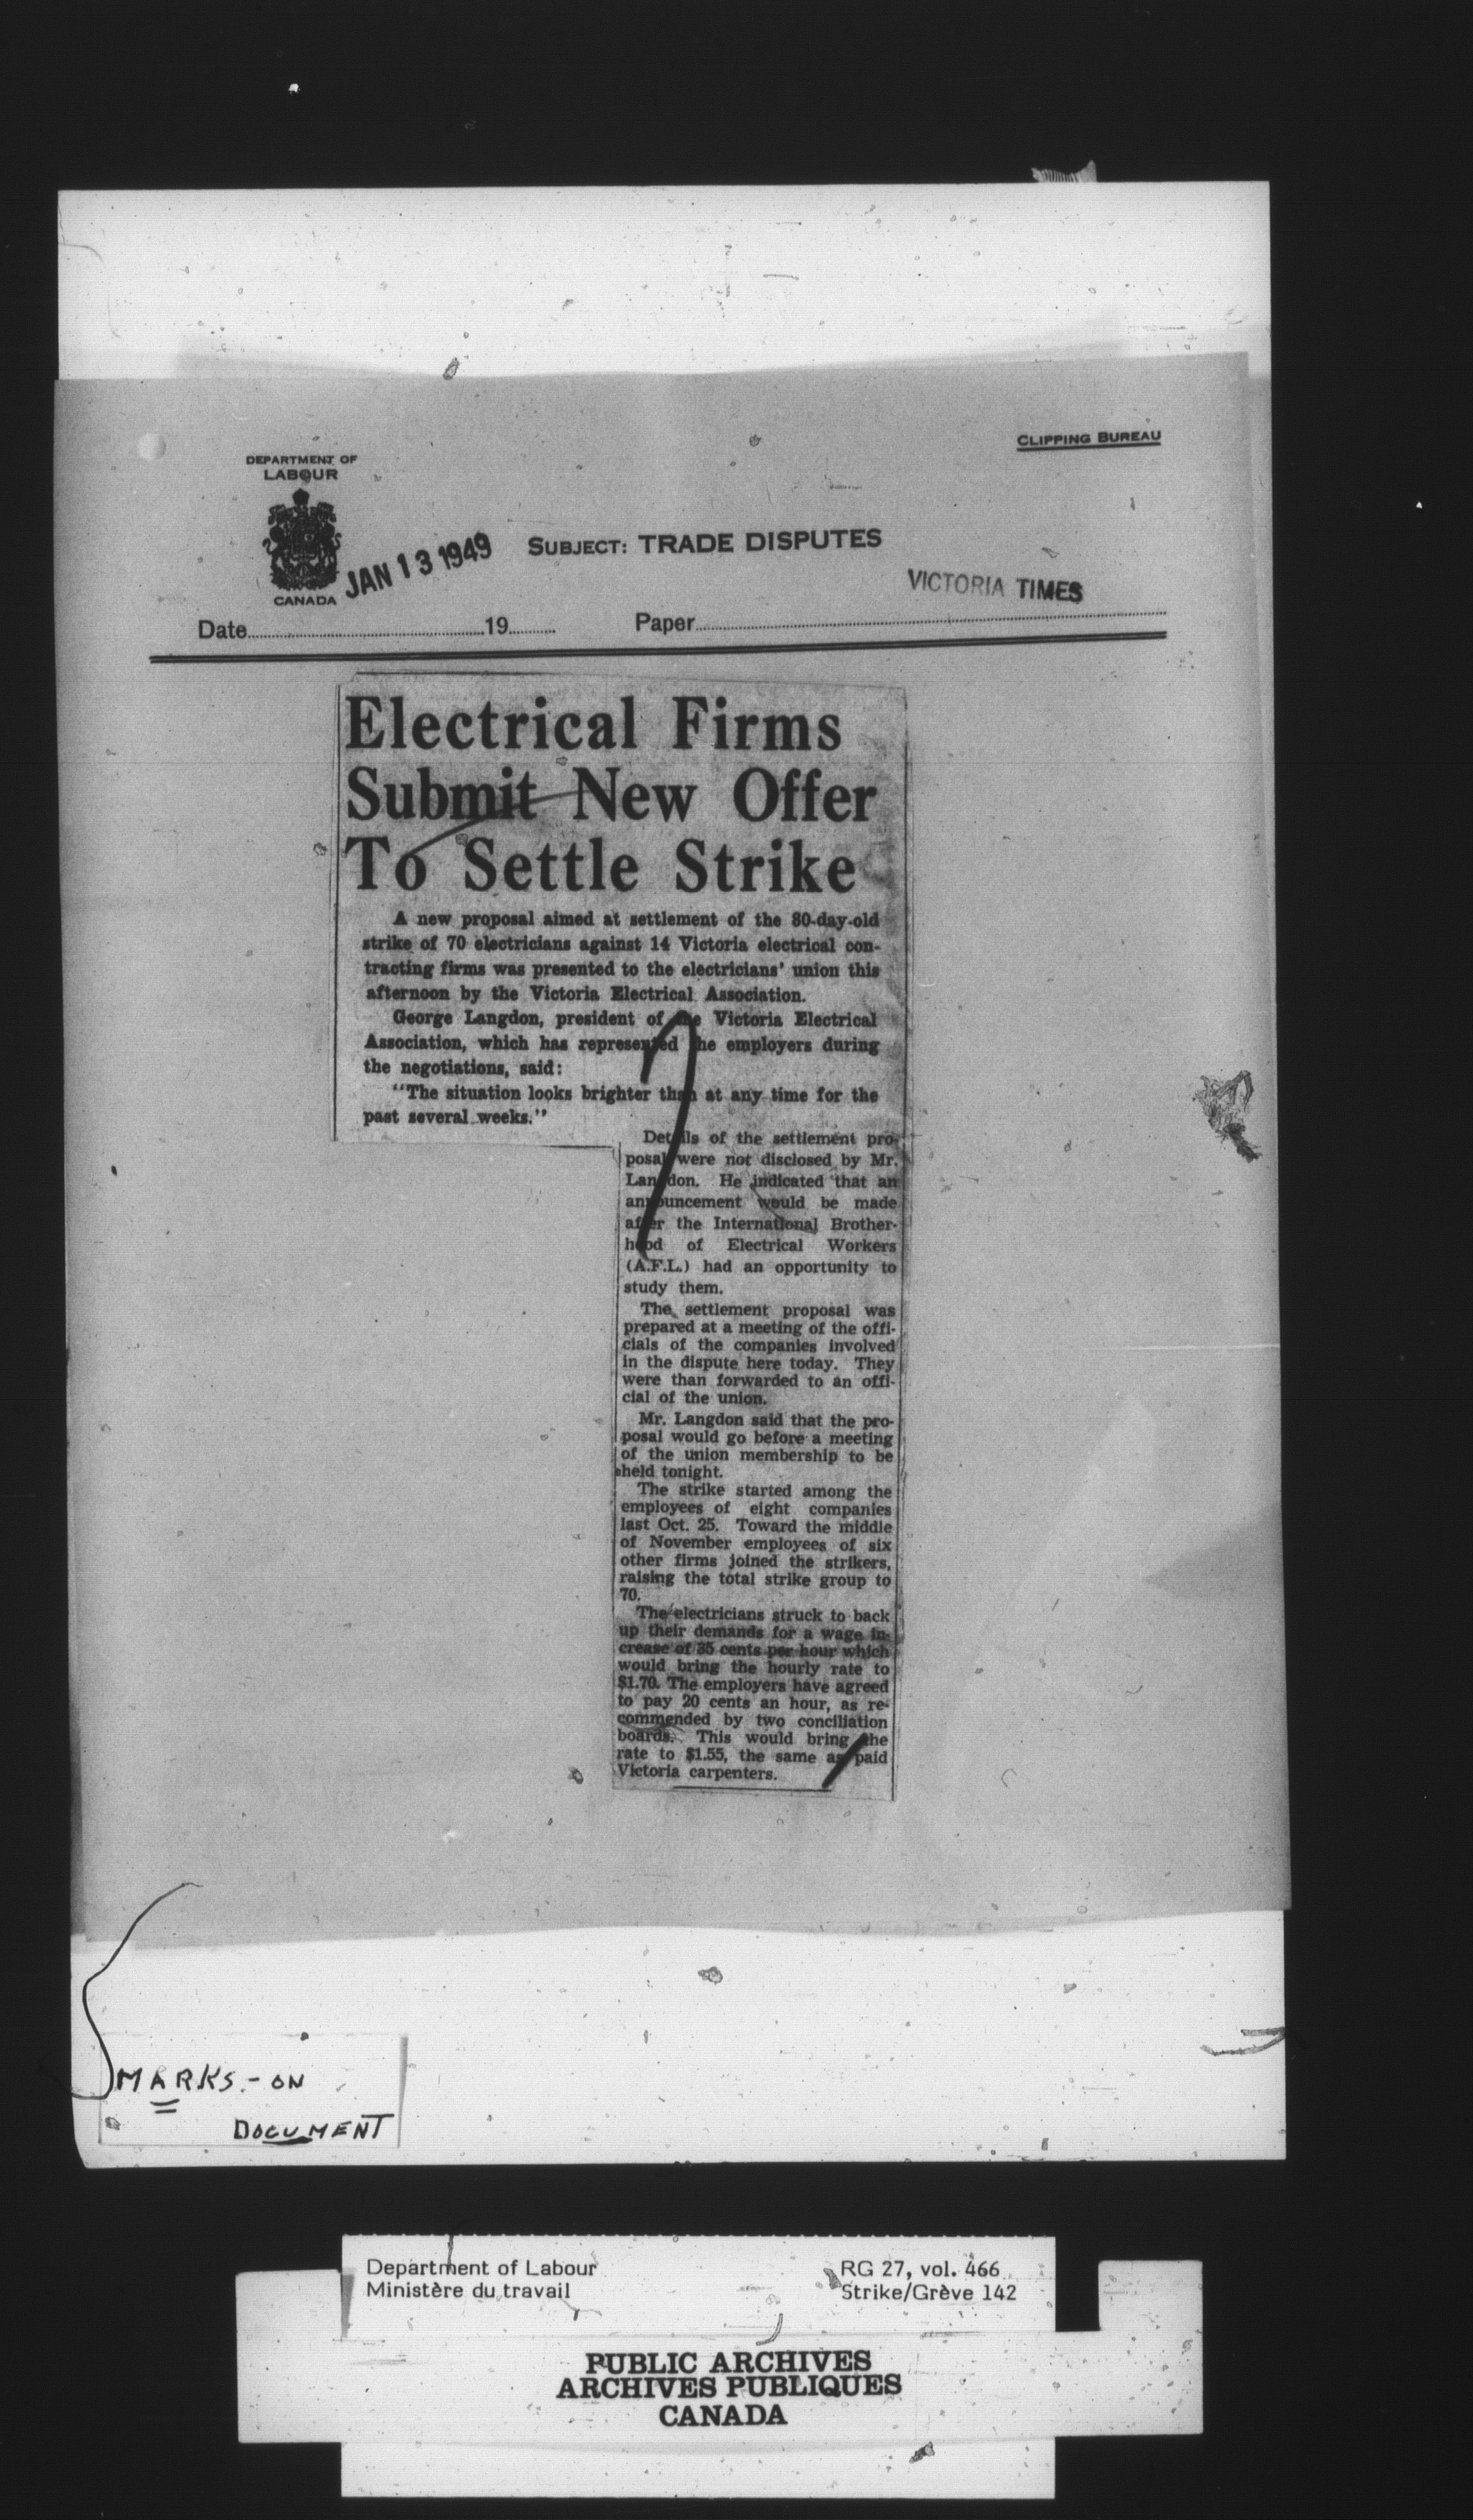 CLIPPING BUREAU
DEPARTMENT OF
LABOUR
CANADA
JAN 13 1949
SUBJECT: TRADE DISPUTES
VICTORIA TIMES
Date 19 Paper
Electrical Firms
Submit New Offer
To Settle Strike
A new proposal aimed at settlement of the 80-day-old
strike of 70 electricians against 14 Victoria electrical con-
tracting firms was presented to the electricians' union this
afternoon by the Victoria Electrical Association.
George Langdon, president of the Victoria Electrical
Association, which has represented the employers during
the negotiations, said:
"The situation looks brighter than at any time for the
past several weeks."
Details of the settlement pro-
posal were not disclosed by Mr.
Langdon. He indicated that an
announcement would be made
after the International Brother-
hood of Electrical Workers
(A.F.L.) had an opportunity to
study them.
The settlement proposal was
prepared at a meeting of the offi-
cials of the companies involved
in the dispute here today. They
were than forwarded to an offi-
cial of the union.
Mr. Langdon said that the pro-
posal would go before a meeting
of the union membership to be
held tonight.
The strike started among the
employees of eight companies
last Oct. 25. Toward the middle
of November employees of six
other firms joined the strikers,
raising the total strike group to
70.
The electricians struck to back
up their demands for a wage in-
crease of 35 cents per hour which
would bring the hourly rate to
$1.70. The employers have agreed
to pay 20 cents an hour, as re-
commended by two conciliation
boards. This would bring the
rate to $1.55, the same as paid
Victoria carpenters.
MARKS.- ON
DOCUMENT
Department of Labour
Ministère du travail
RG 27, vol. 466
Strike/Grève 142
PUBLIC ARCHIVES
ARCHIVES PUBLIQUES
CANADA